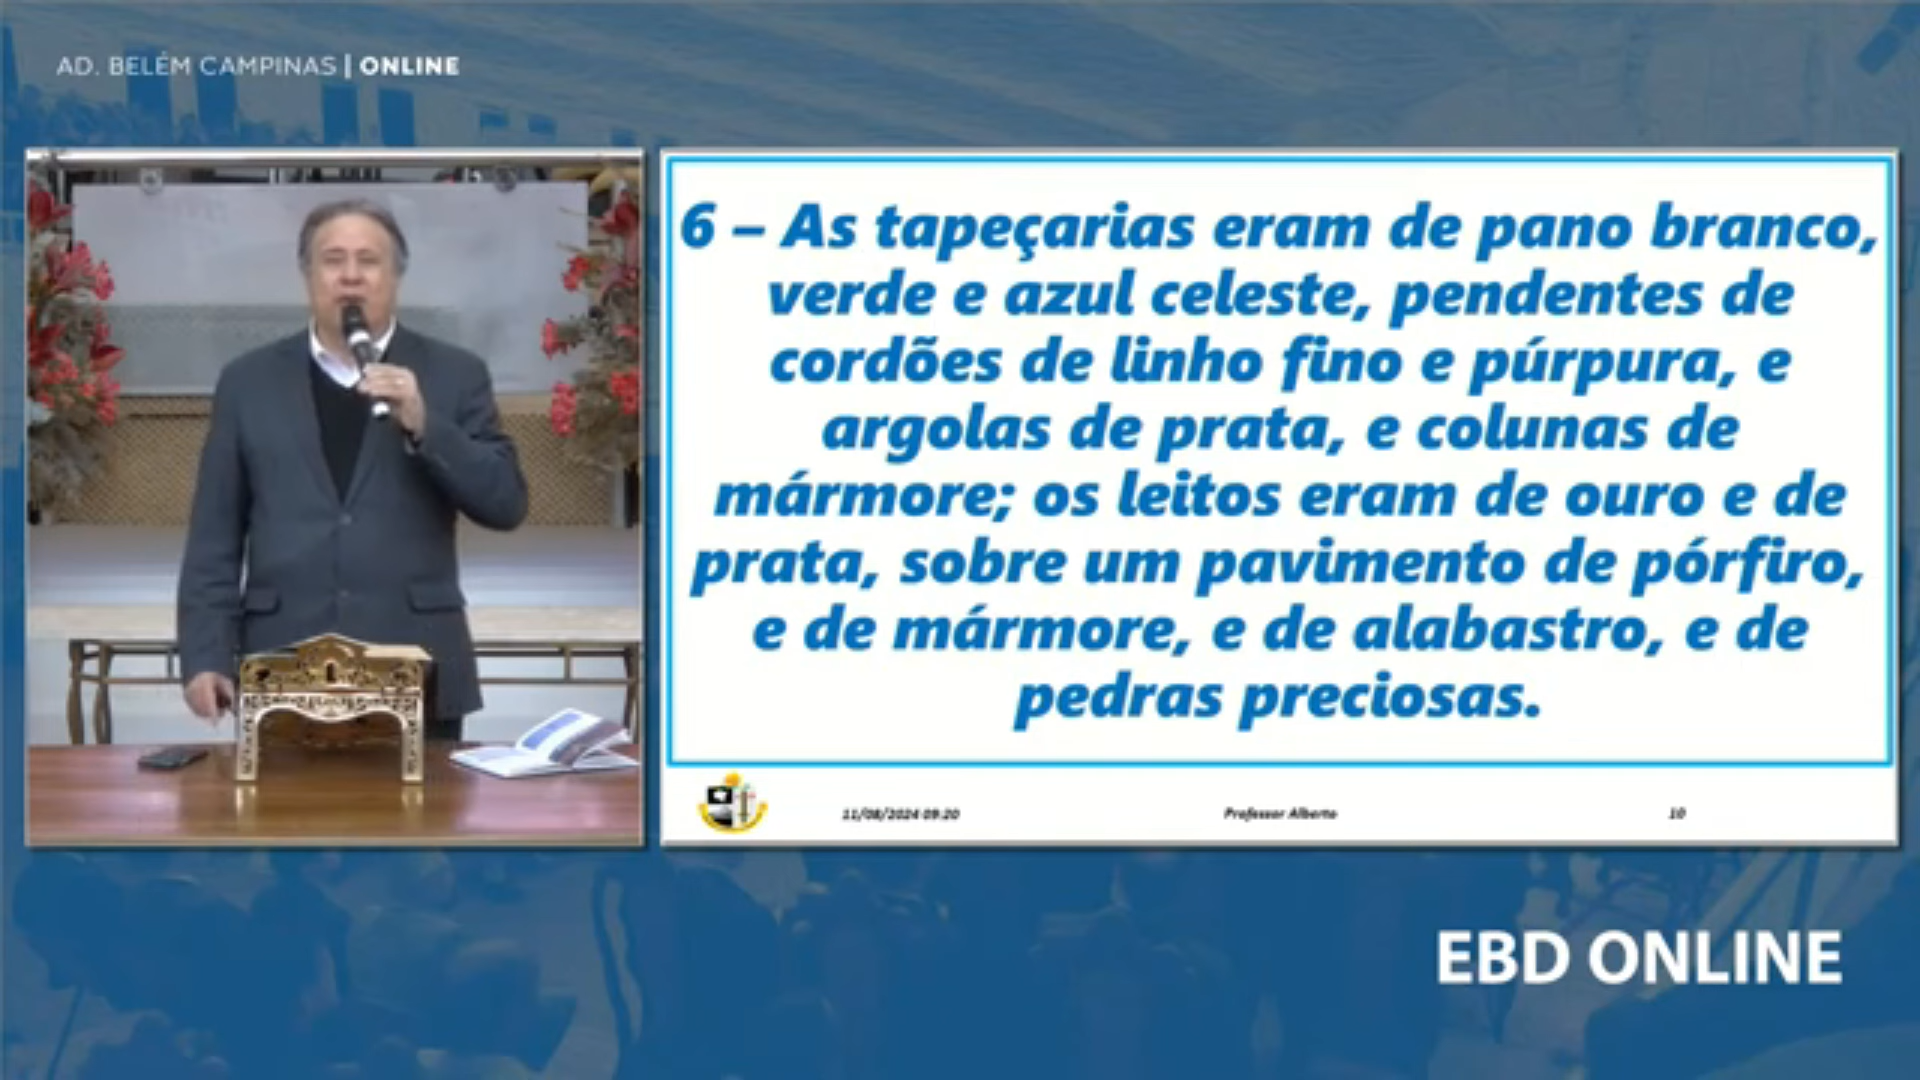 AD. BELÉM CAMPINAS | ONLINE
6 – As tapeçarias eram de pano branco,
verde e azul celeste, pendentes de
cordões de linho fino e púrpura, e
argolas de prata, e colunas de
mármore; os leitos eram de ouro e de
prata, sobre um pavimento de pórfiro,
e de mármore, e de alabastro, e de
pedras preciosas.
11/08/2024 09:20
Professor Alberto
10
EBD ONLINE